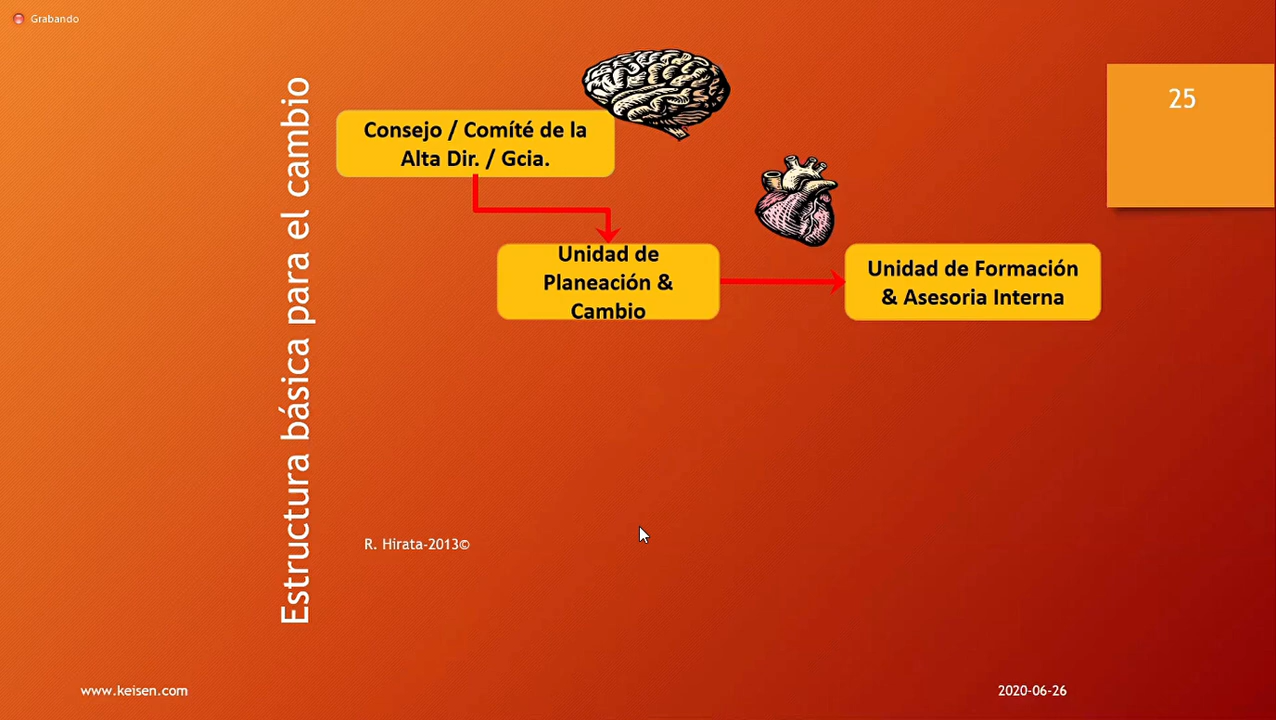 Grabando
Estructura básica para el cambio
25
Consejo / Comíté de la
Alta Dir. / Gcia.
Unidad de
Planeación &
Cambio
Unidad de Formación
& Asesoria Interna
R. Hirata-2013©
www.keisen.com
2020-06-26